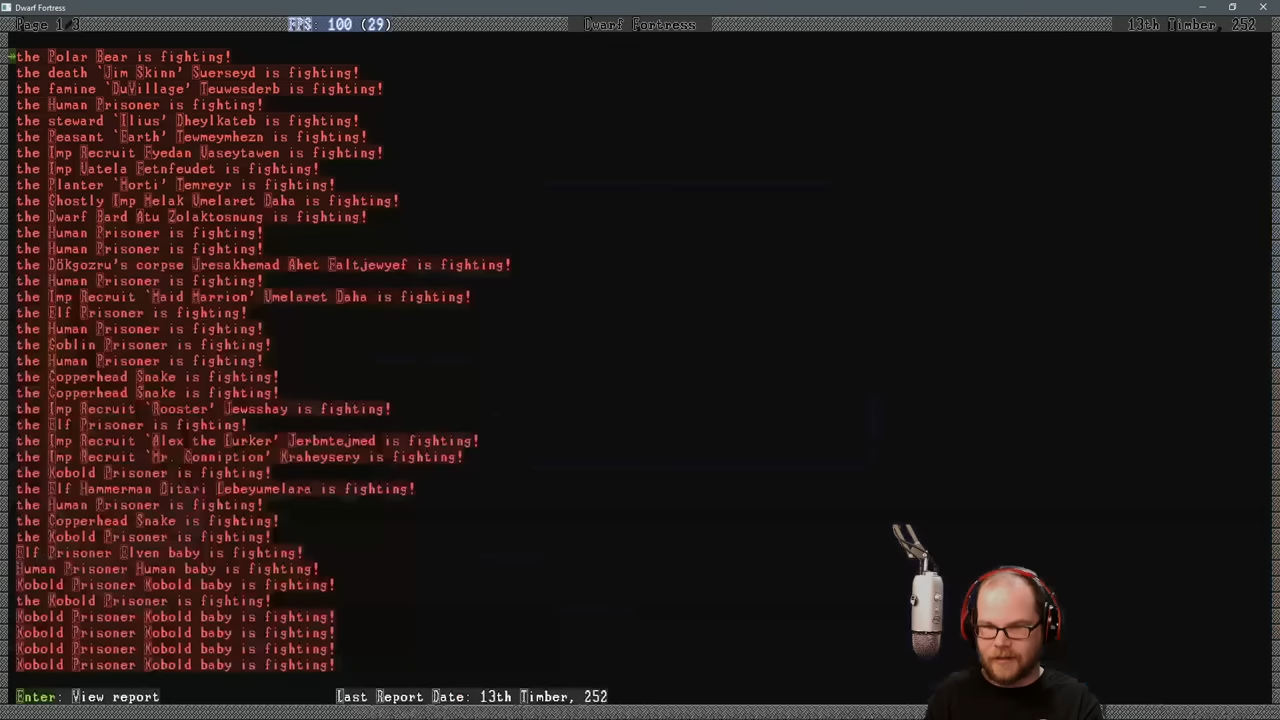 Dwarf Fortress
Page 1/3 FPS: 100 (29) Dwarf Fortress 13th Timber, 252
the Polar Bear is fighting!
the death `Jim Skinn' Suerseyd is fighting!
the famine `DuVillage' Teuwesderb is fighting!
the Human Prisoner is fighting!
the steward `Ilius' Dheylkateb is fighting!
the Peasant `Earth' Tewmeymhezn is fighting!
the Imp Recruit Eyedan Vaseytawen is fighting!
the Imp Vatela Eetnfeudet is fighting!
the Planter `Horti' Temreyr is fighting!
the Ghostly Imp Melak Umelaret Daha is fighting!
the Dwarf Bard Atu Zolaktosnung is fighting!
the Human Prisoner is fighting!
the Human Prisoner is fighting!
the Dökgozru's corpse Jresakhemad Ahet Faltjewyef is fighting!
the Human Prisoner is fighting!
the Imp Recruit `Maid Marrion' Umelaret Daha is fighting!
the Elf Prisoner is fighting!
the Human Prisoner is fighting!
the Goblin Prisoner is fighting!
the Human Prisoner is fighting!
the Copperhead Snake is fighting!
the Copperhead Snake is fighting!
the Imp Recruit `Rooster' Jewsshay is fighting!
the Elf Prisoner is fighting!
the Imp Recruit `Alex the Lurker' Jerbmtejmed is fighting!
the Imp Recruit `Mr. Conniption' Kraheysery is fighting!
the Kobold Prisoner is fighting!
the Elf Hammerman Ditari Lebeyumelara is fighting!
the Human Prisoner is fighting!
the Copperhead Snake is fighting!
the Kobold Prisoner is fighting!
Elf Prisoner Elven baby is fighting!
Human Prisoner Human baby is fighting!
Kobold Prisoner Kobold baby is fighting!
the Kobold Prisoner is fighting!
Kobold Prisoner Kobold baby is fighting!
Kobold Prisoner Kobold baby is fighting!
Kobold Prisoner Kobold baby is fighting!
Kobold Prisoner Kobold baby is fighting!
Enter: View report Last Report Date: 13th Timber, 252